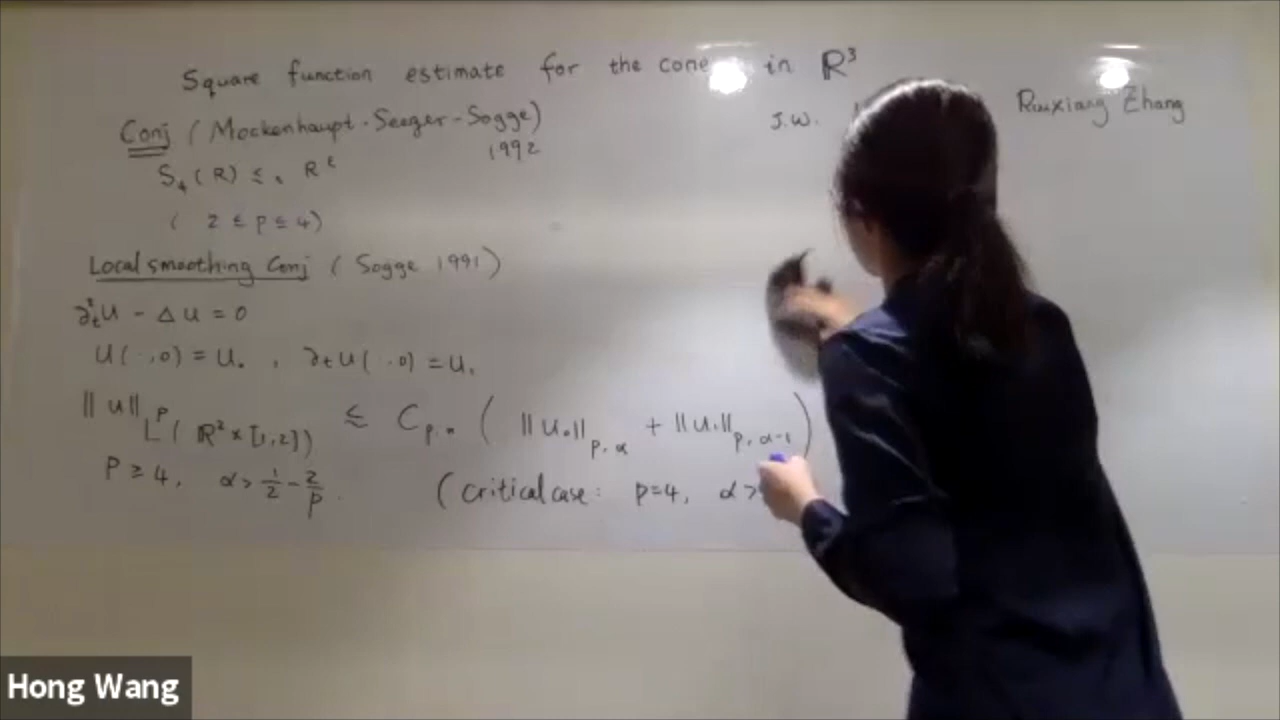 Square function estimate for the cone in ℝ³
Conj (Mockenhaupt-Seeger-Sogge)
1992
J.W.
Ruixiang Zhang
S₄(R) ≲ R^ε
( 2 ≤ p ≤ 4)
Local smoothing Conj ( Sogge 1991)
∂ₜ²u - Δu = 0
u(·,0) = u₀ , ∂ₜu(·,0) = u₁
‖u‖_{L^p(ℝ²×[1,2])} ≤ C_{p,α} ( ‖u₀‖_{p,α} + ‖u₁‖_{p,α-1} )
p ≥ 4, α > 1/2 - 2/p.
(critical case: p=4, α>
Hong Wang